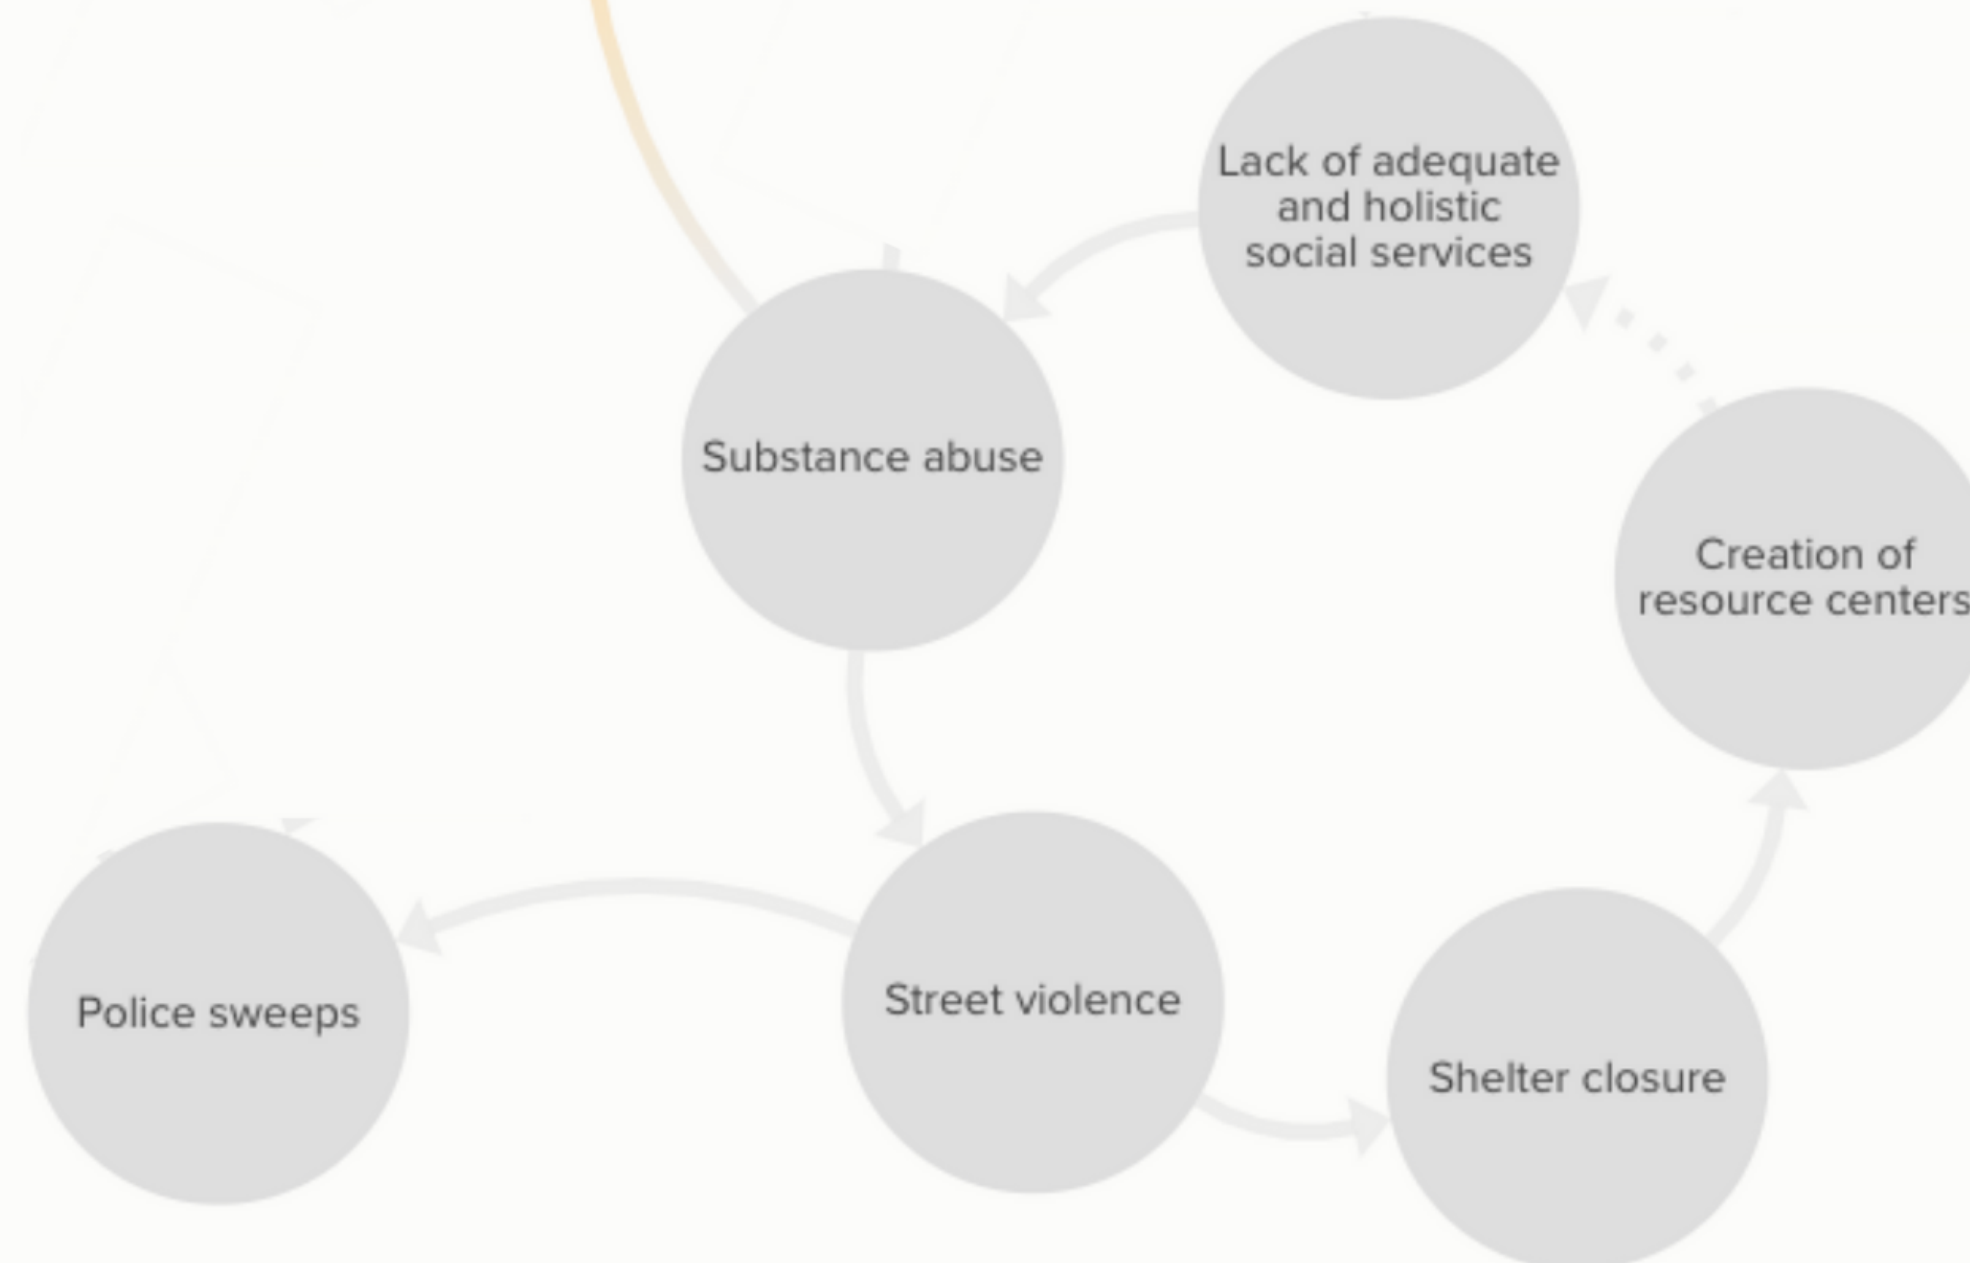 Lack of adequate
and holistic
social services
Substance abuse
Creation of
resource centers
Police sweeps
Street violence
Shelter closure